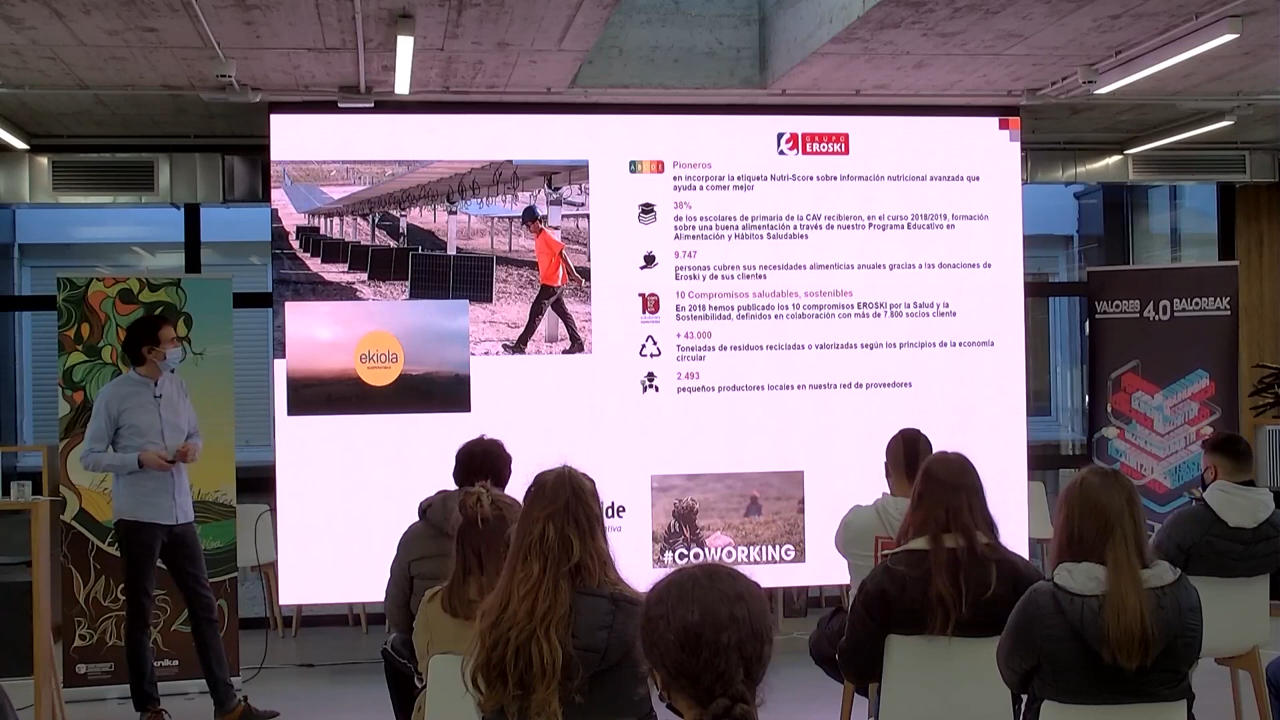 GRUPO
EROSKI
A B C D E
Pioneros
en incorporar la etiqueta Nutri-Score sobre información nutricional avanzada que
ayuda a comer mejor
38%
de los escolares de primaria de la CAV recibieron, en el curso 2018/2019, formación
sobre una buena alimentación a través de nuestro Programa Educativo en
Alimentación y Hábitos Saludables
9.747
personas cubren sus necesidades alimenticias anuales gracias a las donaciones de
Eroski y de sus clientes
10 Compromisos saludables, sostenibles
En 2018 hemos publicado los 10 compromisos EROSKI por la Salud y la
Sostenibilidad, definidos en colaboración con más de 7.800 socios cliente
+ 43.000
Toneladas de residuos recicladas o valorizadas según los principios de la economía
circular
2.493
pequeños productores locales en nuestra red de proveedores
ekiola
de
#COWORKING
VALORES 4.0 BALOREAK
knika